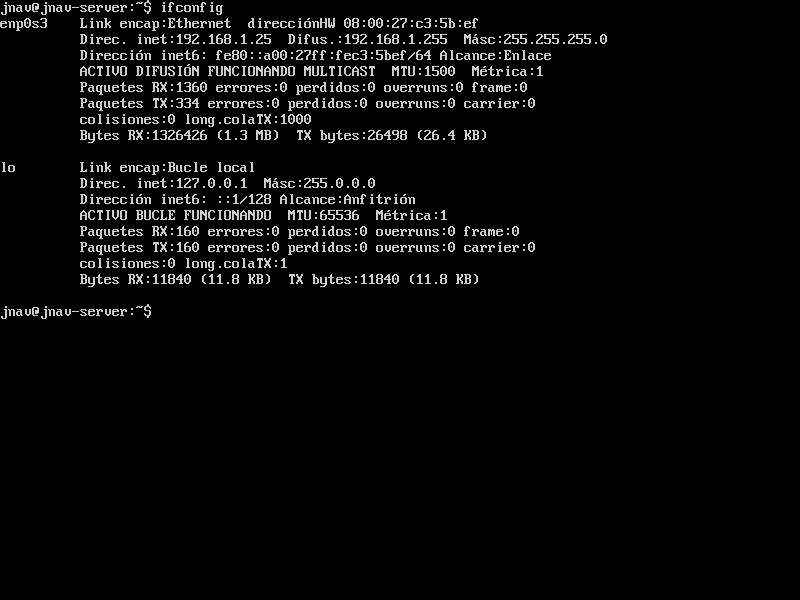 jnav@jnav-server:~$ ifconfig
enp0s3    Link encap:Ethernet  direcciónHW 08:00:27:c3:5b:ef
          Direc. inet:192.168.1.25  Difus.:192.168.1.255  Másc:255.255.255.0
          Dirección inet6: fe80::a00:27ff:fec3:5bef/64 Alcance:Enlace
          ACTIVO DIFUSIÓN FUNCIONANDO MULTICAST  MTU:1500  Métrica:1
          Paquetes RX:1360 errores:0 perdidos:0 overruns:0 frame:0
          Paquetes TX:334 errores:0 perdidos:0 overruns:0 carrier:0
          colisiones:0 long.colaTX:1000
          Bytes RX:1326426 (1.3 MB)  TX bytes:26498 (26.4 KB)

lo        Link encap:Bucle local
          Direc. inet:127.0.0.1  Másc:255.0.0.0
          Dirección inet6: ::1/128 Alcance:Anfitrión
          ACTIVO BUCLE FUNCIONANDO  MTU:65536  Métrica:1
          Paquetes RX:160 errores:0 perdidos:0 overruns:0 frame:0
          Paquetes TX:160 errores:0 perdidos:0 overruns:0 carrier:0
          colisiones:0 long.colaTX:1
          Bytes RX:11840 (11.8 KB)  TX bytes:11840 (11.8 KB)

jnav@jnav-server:~$